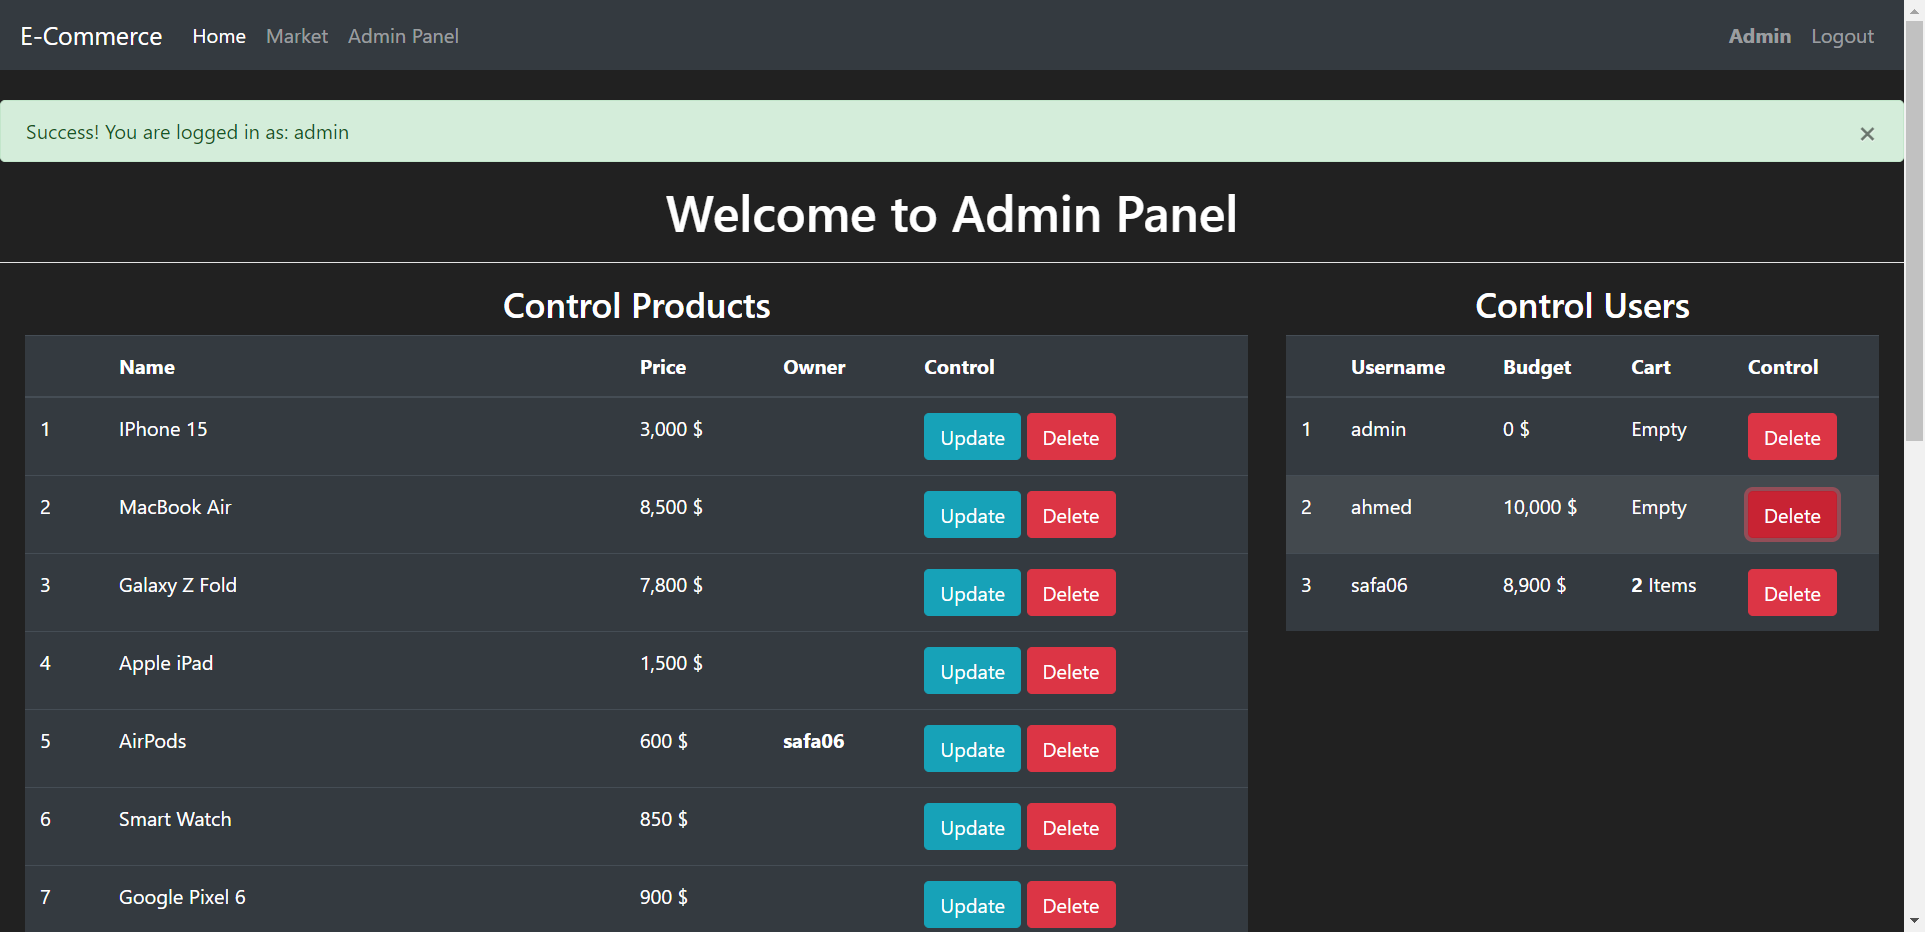 E-Commerce Home Market Admin Panel Admin Logout
Success! You are logged in as: admin ×
Welcome to Admin Panel
Control Products
Name Price Owner Control
1 IPhone 15 3,000 $ Update Delete
2 MacBook Air 8,500 $ Update Delete
3 Galaxy Z Fold 7,800 $ Update Delete
4 Apple iPad 1,500 $ Update Delete
5 AirPods 600 $ safa06 Update Delete
6 Smart Watch 850 $ Update Delete
7 Google Pixel 6 900 $ Update Delete
Control Users
Username Budget Cart Control
1 admin 0 $ Empty Delete
2 ahmed 10,000 $ Empty Delete
3 safa06 8,900 $ 2 Items Delete